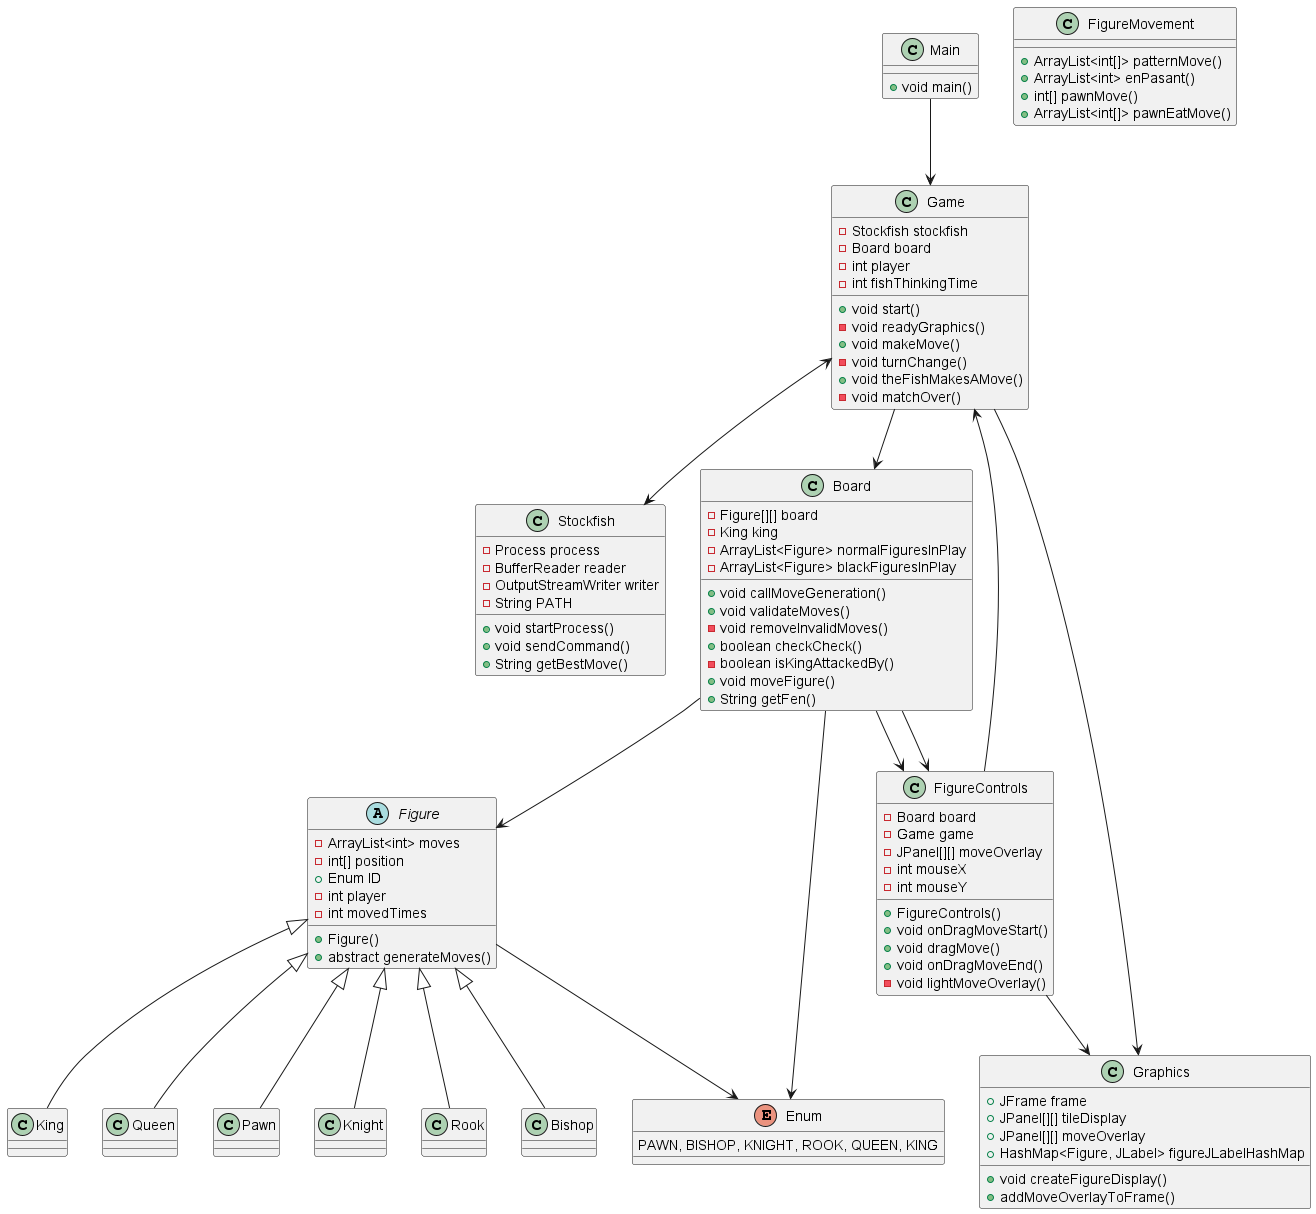 C Main
void main()
C FigureMovement
ArrayList<int[]> patternMove()
ArrayList<int> enPasant()
int[] pawnMove()
ArrayList<int[]> pawnEatMove()
C Game
Stockfish stockfish
Board board
int player
int fishThinkingTime
void start()
void readyGraphics()
void makeMove()
void turnChange()
void theFishMakesAMove()
void matchOver()
C Stockfish
Process process
BufferReader reader
OutputStreamWriter writer
String PATH
void startProcess()
void sendCommand()
String getBestMove()
C Board
Figure[][] board
King king
ArrayList<Figure> normalFiguresInPlay
ArrayList<Figure> blackFiguresInPlay
void callMoveGeneration()
void validateMoves()
void removeInvalidMoves()
boolean checkCheck()
boolean isKingAttackedBy()
void moveFigure()
String getFen()
A Figure
ArrayList<int> moves
int[] position
Enum ID
int player
int movedTimes
Figure()
abstract generateMoves()
C FigureControls
Board board
Game game
JPanel[][] moveOverlay
int mouseX
int mouseY
FigureControls()
void onDragMoveStart()
void dragMove()
void onDragMoveEnd()
void lightMoveOverlay()
C King
C Queen
C Pawn
C Knight
C Rook
C Bishop
E Enum
PAWN, BISHOP, KNIGHT, ROOK, QUEEN, KING
C Graphics
JFrame frame
JPanel[][] tileDisplay
JPanel[][] moveOverlay
HashMap<Figure, JLabel> figureJLabelHashMap
void createFigureDisplay()
addMoveOverlayToFrame()